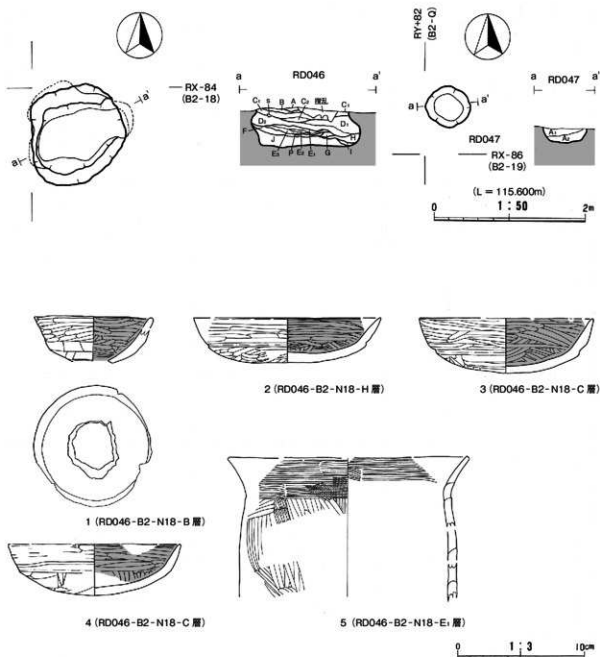 RX-84
(B2-18)
a
a'
a RD046 a'
C₁ s B A C₂ 撹乱 C₁
D₂ D₁
F J H
E₂ P E₂ E₁ G I
RY+82
(B2-Q)
a a'
RD047
RX-86
(B2-19)
a a'
RD047
A₁
A₂
(L = 115.600m)
0 1 : 50 2m
1 (RD046-B2-N18-B 層)
2 (RD046-B2-N18-H 層)
3 (RD046-B2-N18-C 層)
4 (RD046-B2-N18-C 層)
5 (RD046-B2-N18-E₁ 層)
0 1 : 3 10cm